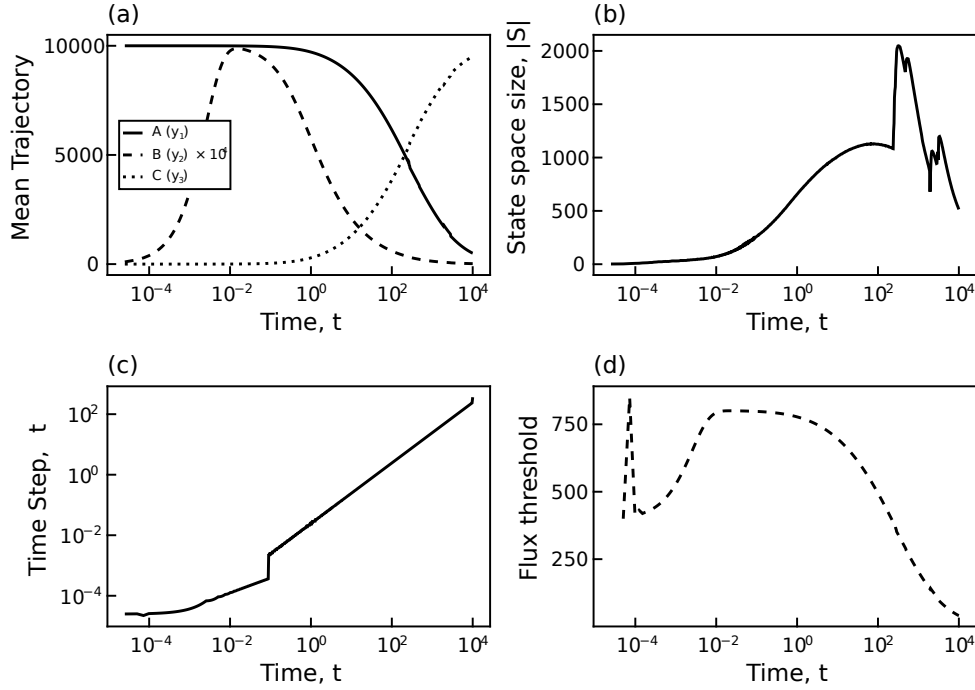 (a)
Mean Trajectory
10000
5000
0
A (y₁)
B (y₂) × 10⁴
C (y₃)
10⁻⁴ 10⁻² 10⁰ 10² 10⁴
Time, t
(b)
State space size, |S|
2000
1500
1000
500
0
10⁻⁴ 10⁻² 10⁰ 10² 10⁴
Time, t
(c)
Time Step, t
10²
10⁰
10⁻²
10⁻⁴
10⁻⁴ 10⁻² 10⁰ 10² 10⁴
Time, t
(d)
Flux threshold
750
500
250
10⁻⁴ 10⁻² 10⁰ 10² 10⁴
Time, t